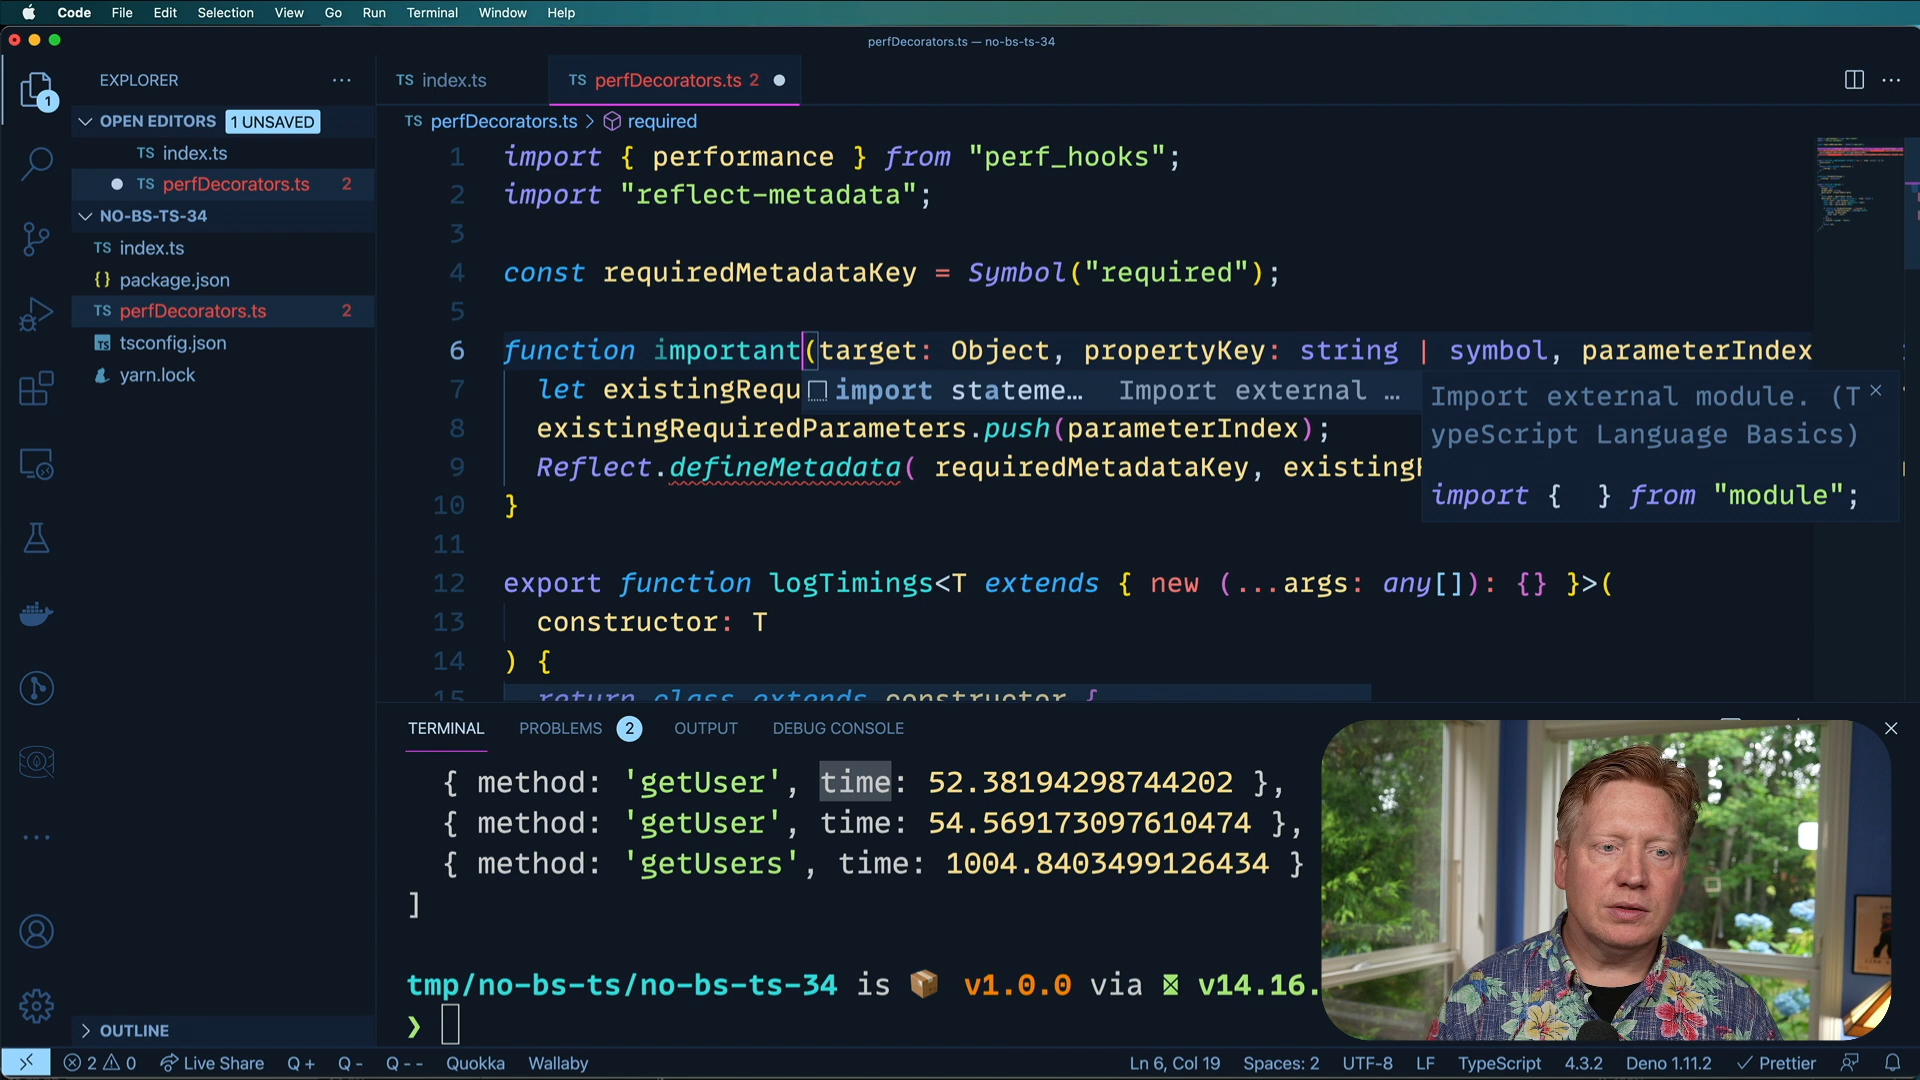 Code File Edit Selection View Go Run Terminal Window Help
perfDecorators.ts — no-bs-ts-34
EXPLORER
OPEN EDITORS 1 UNSAVED
TS index.ts
TS perfDecorators.ts 2
NO-BS-TS-34
TS index.ts
{} package.json
TS perfDecorators.ts 2
tsconfig.json
yarn.lock
OUTLINE
1
TS index.ts
TS perfDecorators.ts 2
TS perfDecorators.ts > required
1 import { performance } from "perf_hooks";
2 import "reflect-metadata";
3
4 const requiredMetadataKey = Symbol("required");
5
6 function important(target: Object, propertyKey: string | symbol, parameterIndex
7 let existingRequ
import stateme… Import external …
Import external module. (T
ypeScript Language Basics)
import { } from "module";
8 existingRequiredParameters.push(parameterIndex);
9 Reflect.defineMetadata( requiredMetadataKey, existing
10 }
11
12 export function logTimings<T extends { new (...args: any[]): {} }>(
13 constructor: T
14 ) {
15 return class extends constructor {
TERMINAL PROBLEMS 2 OUTPUT DEBUG CONSOLE
{ method: 'getUser', time: 52.38194298744202 },
{ method: 'getUser', time: 54.569173097610474 },
{ method: 'getUsers', time: 1004.8403499126434 }
]
tmp/no-bs-ts/no-bs-ts-34 is v1.0.0 via v14.16.
❯
2 0 Live Share Q + Q - Q - - Quokka Wallaby Ln 6, Col 19 Spaces: 2 UTF-8 LF TypeScript 4.3.2 Deno 1.11.2 Prettier